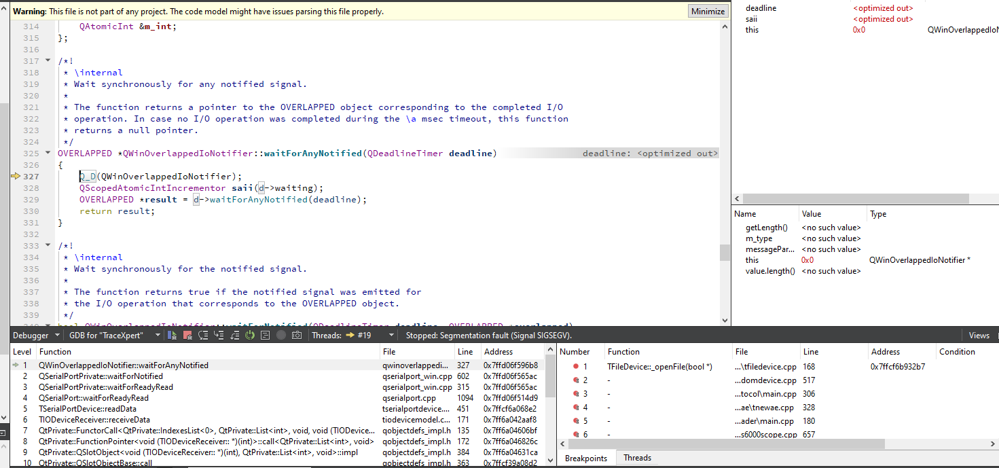 Warning: This file is not part of any project. The code model might have issues parsing this file properly. Minimize
314 QAtomicInt &m_int;
315 };
316
317 /*!
318 * \internal
319 * Wait synchronously for any notified signal.
320 *
321 * The function returns a pointer to the OVERLAPPED object corresponding to the completed I/O
322 * operation. In case no I/O operation was completed during the \a msec timeout, this function
323 * returns a null pointer.
324 */
325 OVERLAPPED *QWinOverlappedIoNotifier::waitForAnyNotified(QDeadlineTimer deadline) deadline: <optimized out>
326 {
327 Q_D(QWinOverlappedIoNotifier);
328 QScopedAtomicIntIncrementor saii(d->waiting);
329 OVERLAPPED *result = d->waitForAnyNotified(deadline);
330 return result;
331 }
332
333 /*!
334 * \internal
335 * Wait synchronously for the notified signal.
336 *
337 * The function returns true if the notified signal was emitted for
338 * the I/O operation that corresponds to the OVERLAPPED object.
339 */
340 bool QWinOverlappedIoNotifier::waitForNotified(QDeadlineTimer deadline, OVERLAPPED *overlapped)
deadline <optimized out>
saii <optimized out>
this 0x0 QWinOverlappedIoN
Name Value Type
getLength() <no such value>
m_type <no such value>
messagePar... <no such value>
this 0x0 QWinOverlappedIoNotifier *
value.length() <no such value>
Debugger GDB for "TraceXpert" Threads: #19 Stopped: Segmentation fault (Signal SIGSEGV). Views
Level Function File Line Address
1 QWinOverlappedIoNotifier::waitForAnyNotified qwinoverlappedi... 327 0x7ffd06f596b8
2 QSerialPortPrivate::waitForNotified qserialport_win.cpp 602 0x7ffd06f565ac
3 QSerialPortPrivate::waitForReadyRead qserialport_win.cpp 315 0x7ffd06f565ac
4 QSerialPort::waitForReadyRead qserialport.cpp 1094 0x7ffd06f514d9
5 TSerialPortDevice::readData tserialportdevice.... 451 0x7ffcf6a068e2
6 TIODeviceReceiver::receiveData tiodevicemodel.c... 171 0x7ff6a042aaf8
7 QtPrivate::FunctorCall<QtPrivate::IndexesList<0>, QtPrivate::List<int>, void, void (TIODevice... qobjectdefs_impl.h 135 0x7ff6a04606bf
8 QtPrivate::FunctionPointer<void (TIODeviceReceiver:: *)(int)>::call<QtPrivate::List<int>, void> qobjectdefs_impl.h 172 0x7ff6a046826c
9 QtPrivate::QSlotObject<void (TIODeviceReceiver:: *)(int), QtPrivate::List<int>, void>::impl qobjectdefs_impl.h 384 0x7ff6a04631ca
10 QtPrivate::QSlotObjectBase::call qobjectdefs_impl.h 363 0x7ffcf39a08d2
Number Function File Line Address Condition
1 TFileDevice::_openFile(bool *) ...\tfiledevice.cpp 168 0x7ffcf6b932b7
2 - ...domdevice.cpp 517
3 - ...tocol\main.cpp 306
4 - ...ae\tnewae.cpp 328
5 - ...ader\main.cpp 180
6 - ...s6000scope.cpp 657
Breakpoints Threads